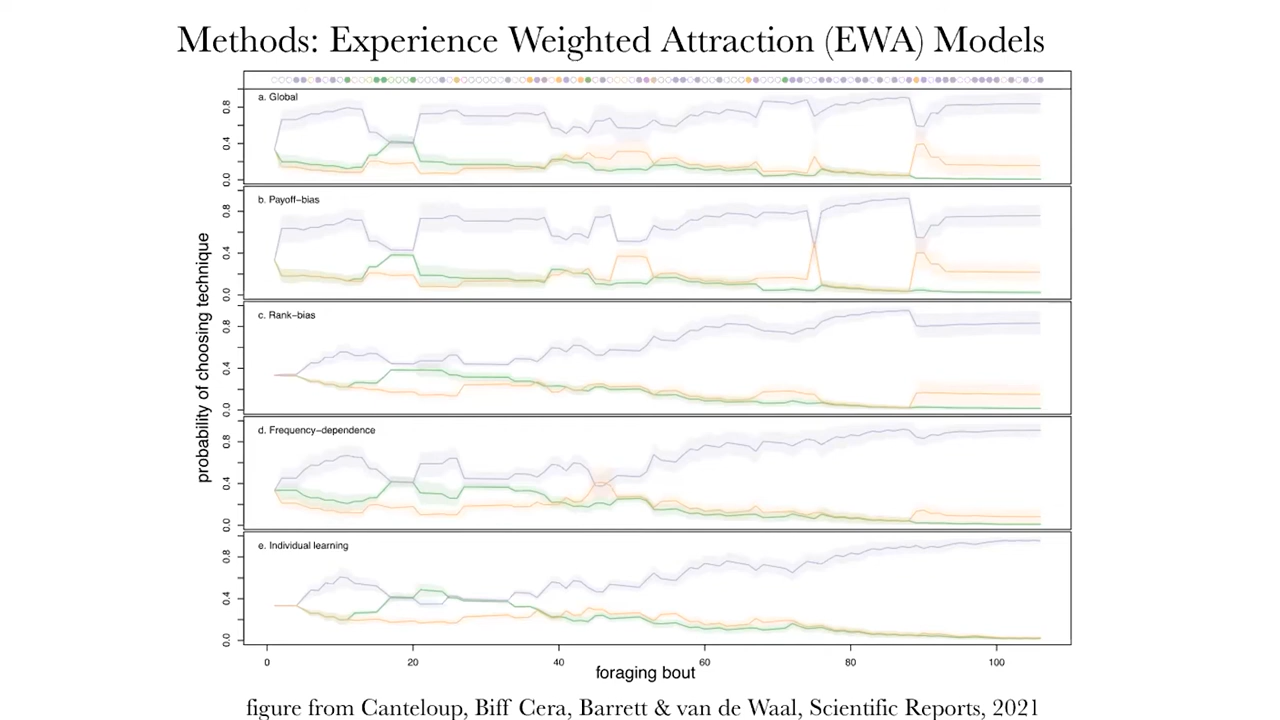 Methods: Experience Weighted Attraction (EWA) Models
a. Global
0.8
0.4
0.0
b. Payoff−bias
0.8
0.4
0.0
c. Rank−bias
0.8
0.4
0.0
d. Frequency−dependence
0.8
0.4
0.0
e. Individual learning
0.8
0.4
0.0
probability of choosing technique
0 20 40 60 80 100
foraging bout
figure from Canteloup, Biff Cera, Barrett & van de Waal, Scientific Reports, 2021